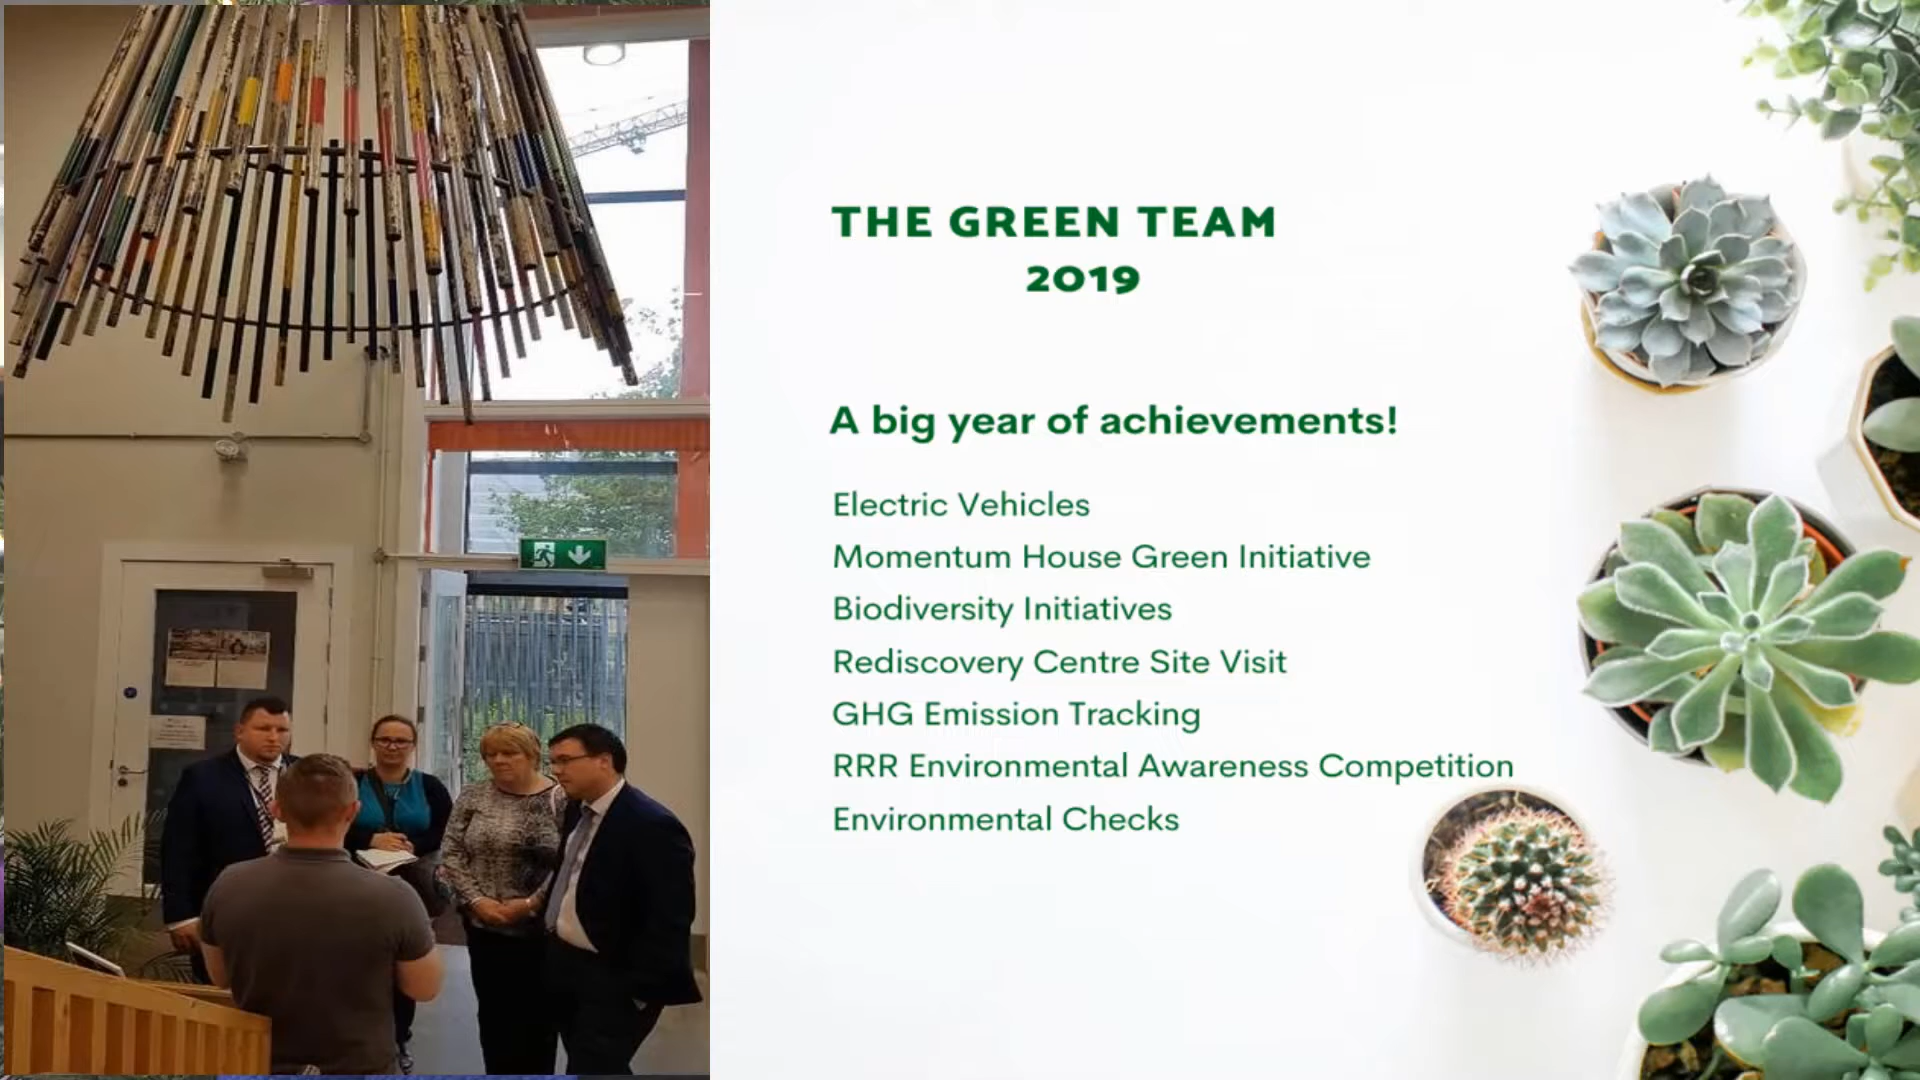 THE GREEN TEAM
2019
A big year of achievements!
Electric Vehicles
Momentum House Green Initiative
Biodiversity Initiatives
Rediscovery Centre Site Visit
GHG Emission Tracking
RRR Environmental Awareness Competition
Environmental Checks